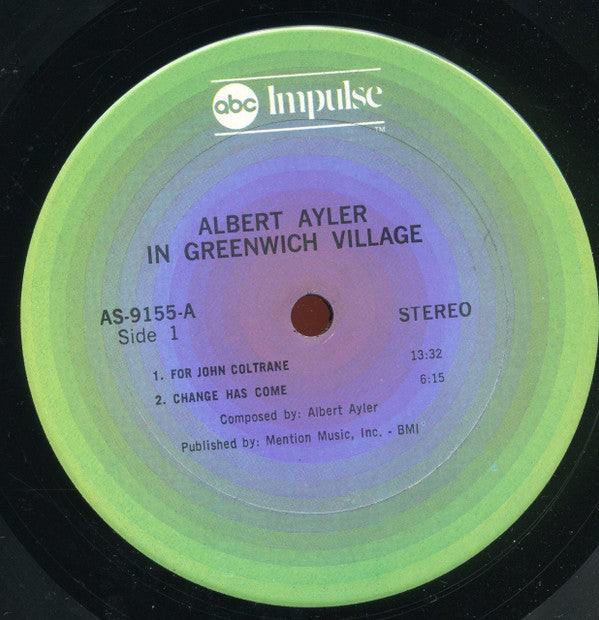 abc Impulse
TM
ALBERT AYLER
IN GREENWICH VILLAGE
AS-9155-A
STEREO
Side 1
1. FOR JOHN COLTRANE 13:32
2. CHANGE HAS COME 6:15
Composed by: Albert Ayler
Published by: Mention Music, Inc. - BMI